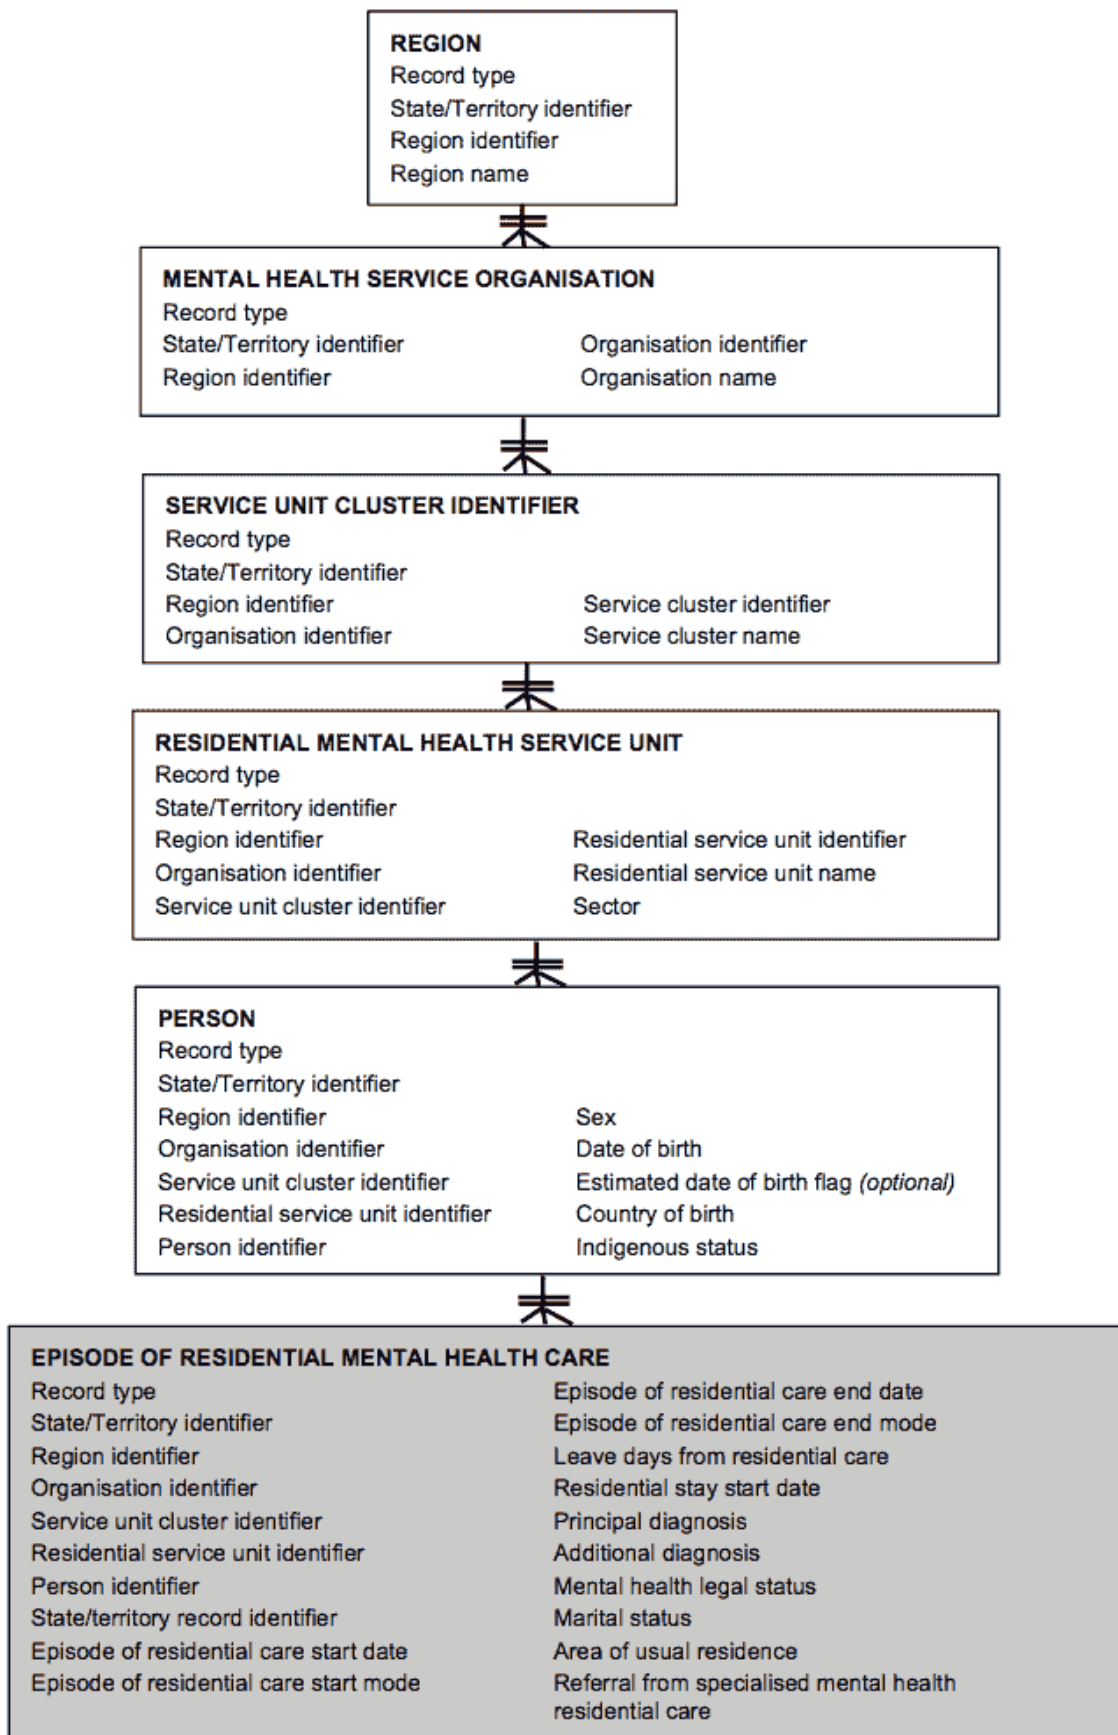 REGION
Record type
State/Territory identifier
Region identifier
Region name
MENTAL HEALTH SERVICE ORGANISATION
Record type
State/Territory identifier
Region identifier
Organisation identifier
Organisation name
SERVICE UNIT CLUSTER IDENTIFIER
Record type
State/Territory identifier
Region identifier
Organisation identifier
Service cluster identifier
Service cluster name
RESIDENTIAL MENTAL HEALTH SERVICE UNIT
Record type
State/Territory identifier
Region identifier
Organisation identifier
Service unit cluster identifier
Residential service unit identifier
Residential service unit name
Sector
PERSON
Record type
State/Territory identifier
Region identifier
Organisation identifier
Service unit cluster identifier
Residential service unit identifier
Person identifier
Sex
Date of birth
Estimated date of birth flag (optional)
Country of birth
Indigenous status
EPISODE OF RESIDENTIAL MENTAL HEALTH CARE
Record type
State/Territory identifier
Region identifier
Organisation identifier
Service unit cluster identifier
Residential service unit identifier
Person identifier
State/territory record identifier
Episode of residential care start date
Episode of residential care start mode
Episode of residential care end date
Episode of residential care end mode
Leave days from residential care
Residential stay start date
Principal diagnosis
Additional diagnosis
Mental health legal status
Marital status
Area of usual residence
Referral from specialised mental health
residential care